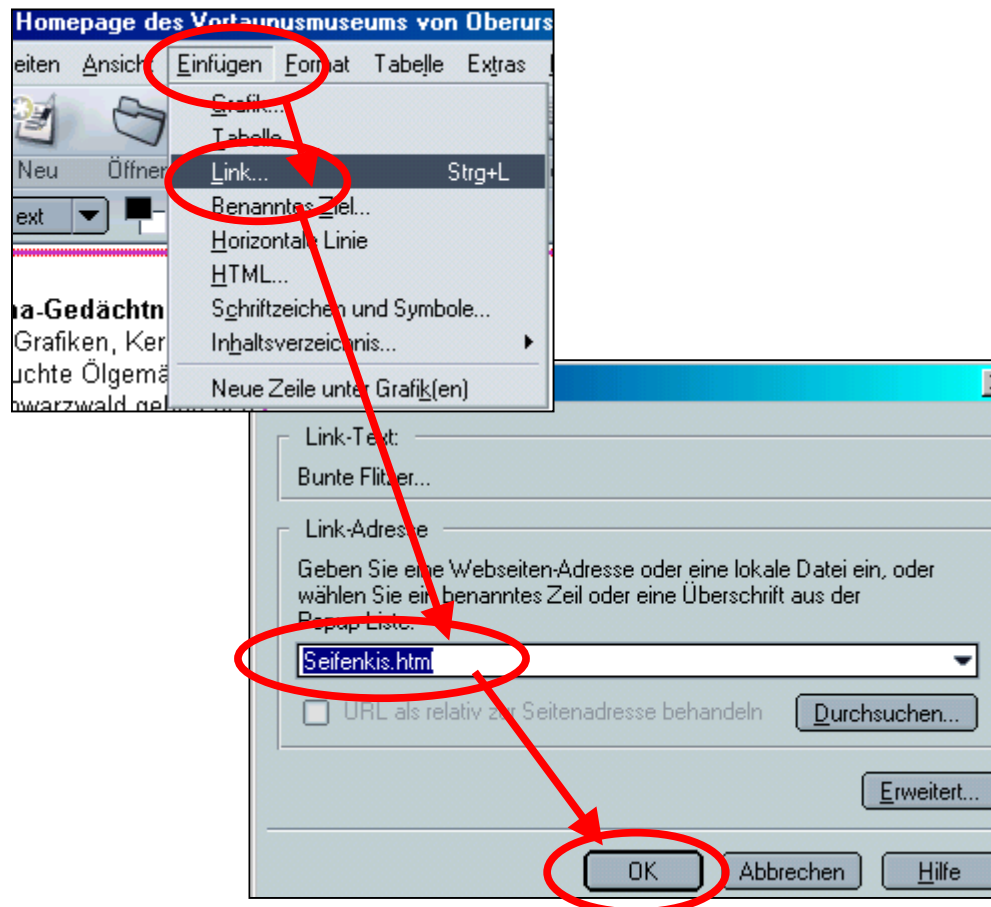 Homepage des Vortaunusmuseums von Oberurs
eiten Ansicht Einfügen Format Tabelle Extras
Grafik...
Tabelle...
Neu Öffnen
Link... Strg+L
ext
Benanntes Ziel...
Horizontale Linie
HTML...
Schriftzeichen und Symbole...
Inhaltsverzeichnis...
Neue Zeile unter Grafik(en)
na-Gedächtn
Grafiken, Ker
uchte Ölgemä
hwarzwald geh
Link-Text:
Bunte Flitzer...
Link-Adresse
Geben Sie eine Webseiten-Adresse oder eine lokale Datei ein, oder
wählen Sie ein benanntes Zeil oder eine Überschrift aus der
Popup Liste:
Seifenkis.html
URL als relativ zur Seitenadresse behandeln Durchsuchen...
Erweitert...
OK Abbrechen Hilfe